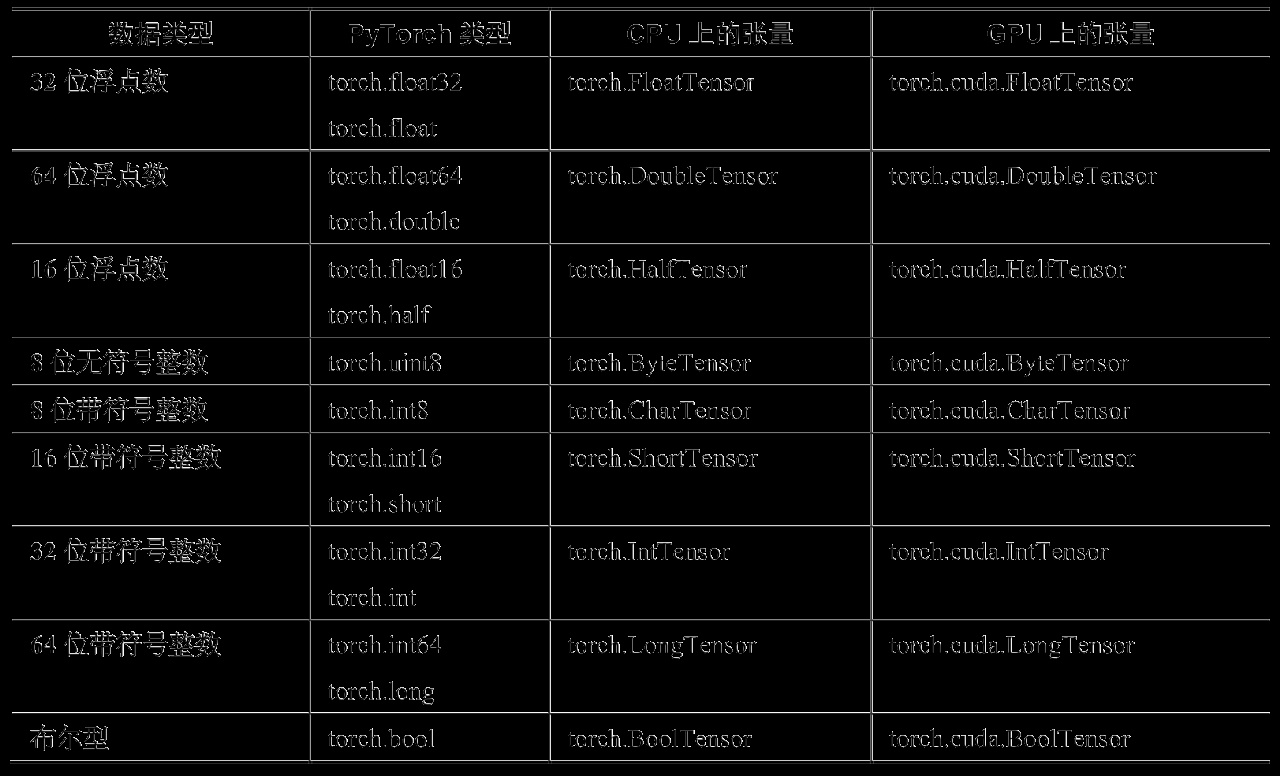 数据类型 PyTorch 类型 CPU 上的张量 GPU 上的张量
32 位浮点数 torch.float32 torch.FloatTensor torch.cuda.FloatTensor
torch.float
64 位浮点数 torch.float64 torch.DoubleTensor torch.cuda.DoubleTensor
torch.double
16 位浮点数 torch.float16 torch.HalfTensor torch.cuda.HalfTensor
torch.half
8 位无符号整数 torch.uint8 torch.ByteTensor torch.cuda.ByteTensor
8 位带符号整数 torch.int8 torch.CharTensor torch.cuda.CharTensor
16 位带符号整数 torch.int16 torch.ShortTensor torch.cuda.ShortTensor
torch.short
32 位带符号整数 torch.int32 torch.IntTensor torch.cuda.IntTensor
torch.int
64 位带符号整数 torch.int64 torch.LongTensor torch.cuda.LongTensor
torch.long
布尔型 torch.bool torch.BoolTensor torch.cuda.BoolTensor